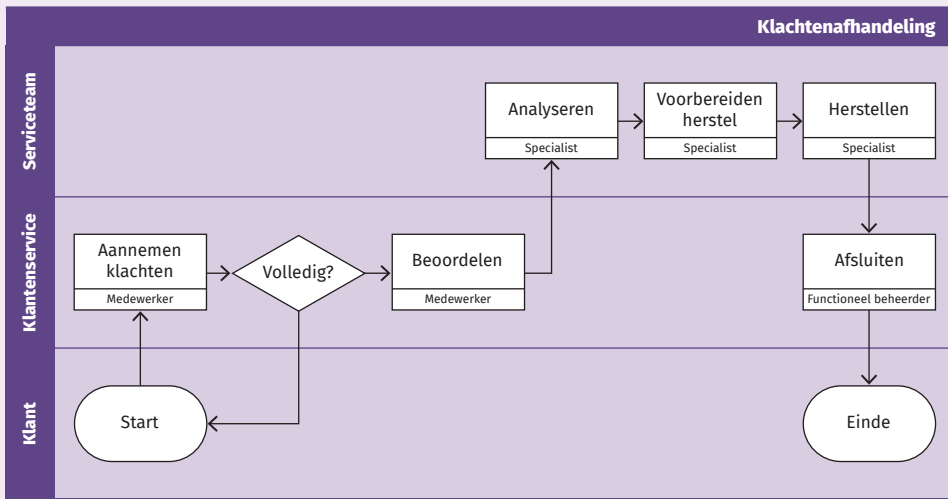 Klachtenafhandeling
Serviceteam
Analyseren
Specialist
Voorbereiden
herstel
Specialist
Herstellen
Specialist
Klantenservice
Aannemen
klachten
Medewerker
Volledig?
Beoordelen
Medewerker
Afsluiten
Functioneel beheerder
Klant
Start
Einde